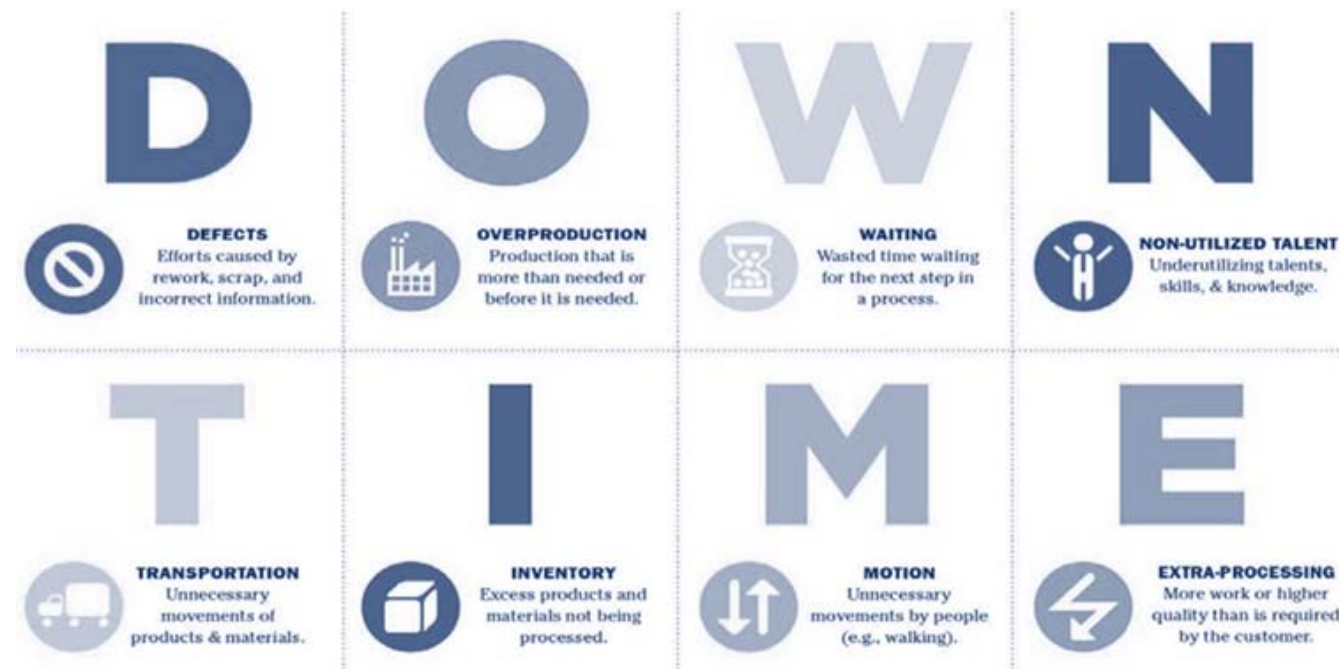 D
O
W
N
DEFECTS
Efforts caused by
rework, scrap, and
incorrect information.
OVERPRODUCTION
Production that is
more than needed or
before it is needed.
WAITING
Wasted time waiting
for the next step in
a process.
NON-UTILIZED TALENT
Underutilizing talents,
skills, & knowledge.
T
I
M
E
TRANSPORTATION
Unnecessary
movements of
products & materials.
INVENTORY
Excess products and
materials not being
processed.
MOTION
Unnecessary
movements by people
(e.g., walking).
EXTRA-PROCESSING
More work or higher
quality than is required
by the customer.